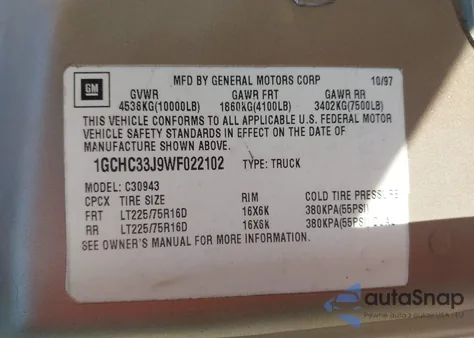 GM
MFD BY GENERAL MOTORS CORP 10/97
GVWR GAWR FRT GAWR RR
4536KG(10000LB) 1860KG(4100LB) 3402KG(7500LB)
THIS VEHICLE CONFORMS TO ALL APPLICABLE U.S. FEDERAL MOTOR
VEHICLE SAFETY STANDARDS IN EFFECT ON THE DATE OF
MANUFACTURE SHOWN ABOVE.
1GCHC33J9WF022102 TYPE: TRUCK
MODEL: C30943
CPCX TIRE SIZE RIM COLD TIRE PRESSURE
FRT LT225/75R16D 16X6K 380KPA(55PSI)
RR LT225/75R16D 16X6K 380KPA(55PSI)
SEE OWNER'S MANUAL FOR MORE INFORMATION.
autoSnap